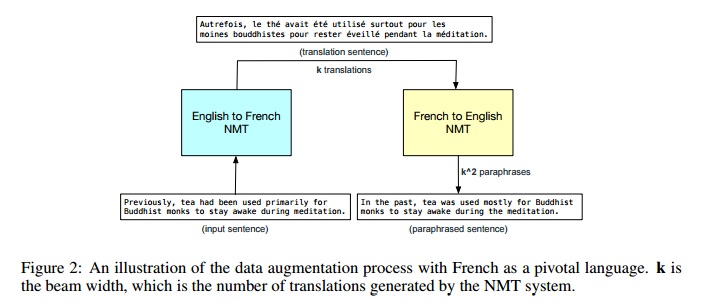 Autrefois, le thé avait été utilisé surtout pour les
moines bouddhistes pour rester éveillé pendant la méditation.
(translation sentence)
k translations
English to French
NMT
French to English
NMT
k^2 paraphrases
Previously, tea had been used primarily for
Buddhist monks to stay awake during meditation.
(input sentence)
In the past, tea was used mostly for Buddhist
monks to stay awake during the meditation.
(paraphrased sentence)
Figure 2: An illustration of the data augmentation process with French as a pivotal language. k is
the beam width, which is the number of translations generated by the NMT system.